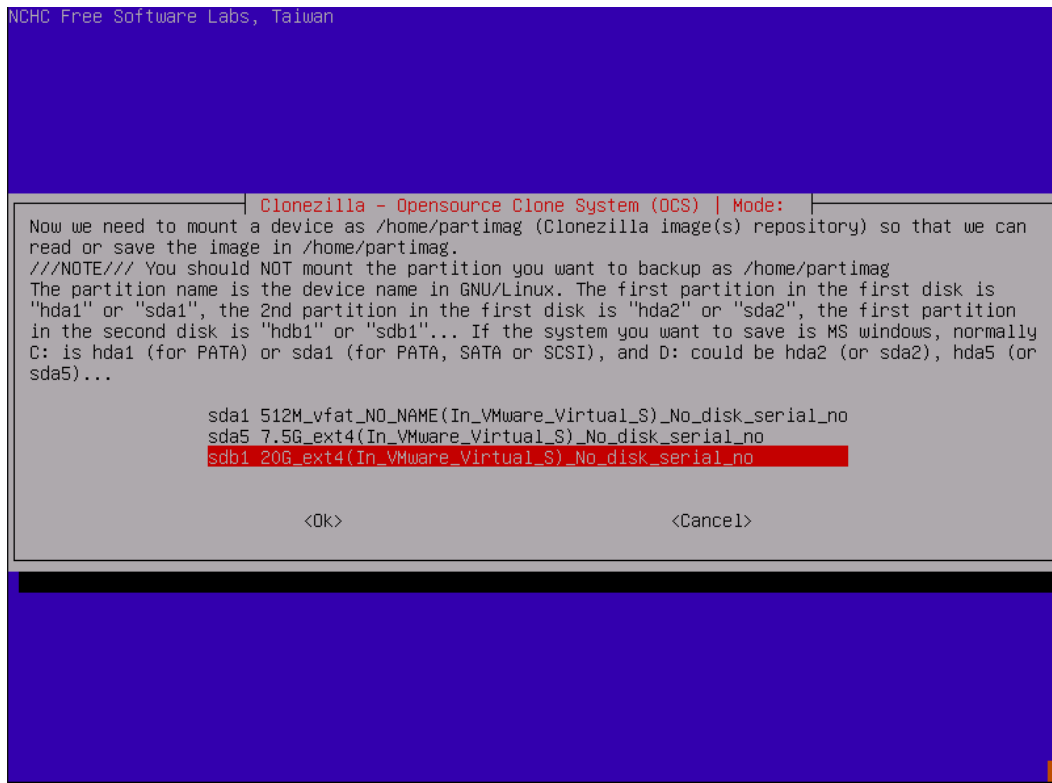 NCHC Free Software Labs, Taiwan
Clonezilla - Opensource Clone System (OCS) | Mode:
Now we need to mount a device as /home/partimag (Clonezilla image(s) repository) so that we can
read or save the image in /home/partimag.
///NOTE/// You should NOT mount the partition you want to backup as /home/partimag
The partition name is the device name in GNU/Linux. The first partition in the first disk is
"hda1" or "sda1", the 2nd partition in the first disk is "hda2" or "sda2", the first partition
in the second disk is "hdb1" or "sdb1"... If the system you want to save is MS windows, normally
C: is hda1 (for PATA) or sda1 (for PATA, SATA or SCSI), and D: could be hda2 (or sda2), hda5 (or
sda5)...
sda1 512M_vfat_NO_NAME(In_VMware_Virtual_S)_No_disk_serial_no
sda5 7.5G_ext4(In_VMware_Virtual_S)_No_disk_serial_no
sdb1 20G_ext4(In_VMware_Virtual_S)_No_disk_serial_no
<Ok> <Cancel>